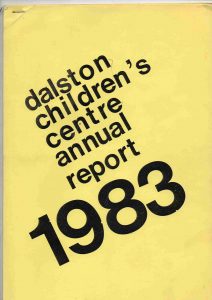 dalston
children's
centre
annual
report
1983